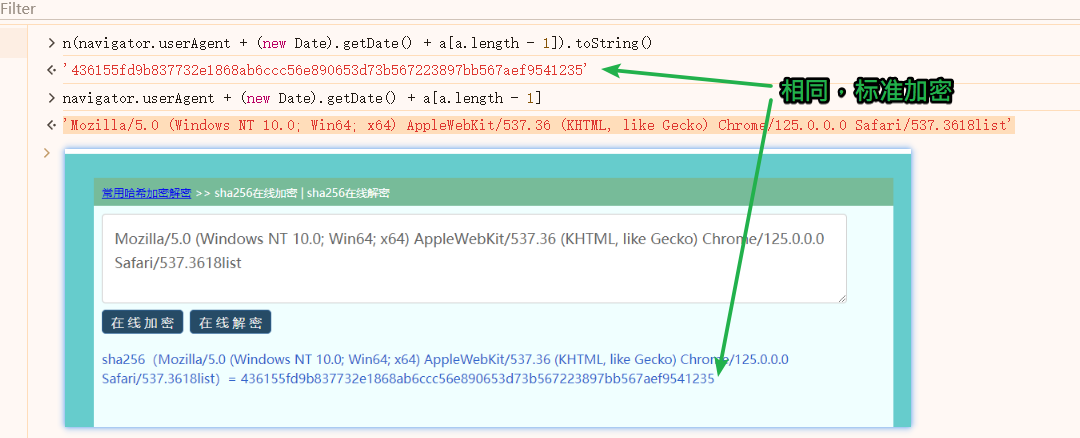 Filter
> n(navigator.userAgent + (new Date).getDate() + a[a.length - 1]).toString()
'436155fd9b837732e1868ab6ccc56e890653d73b567223897bb567aef9541235'
相同，标准加密
> navigator.userAgent + (new Date).getDate() + a[a.length - 1]
'Mozilla/5.0 (Windows NT 10.0; Win64; x64) AppleWebKit/537.36 (KHTML, like Gecko) Chrome/125.0.0.0 Safari/537.3618list'
>
常用哈希加密解密 >> sha256在线加密 | sha256在线解密
Mozilla/5.0 (Windows NT 10.0; Win64; x64) AppleWebKit/537.36 (KHTML, like Gecko) Chrome/125.0.0.0
Safari/537.3618list
在线加密 在线解密
sha256（Mozilla/5.0 (Windows NT 10.0; Win64; x64) AppleWebKit/537.36 (KHTML, like Gecko) Chrome/125.0.0.0
Safari/537.3618list）= 436155fd9b837732e1868ab6ccc56e890653d73b567223897bb567aef9541235